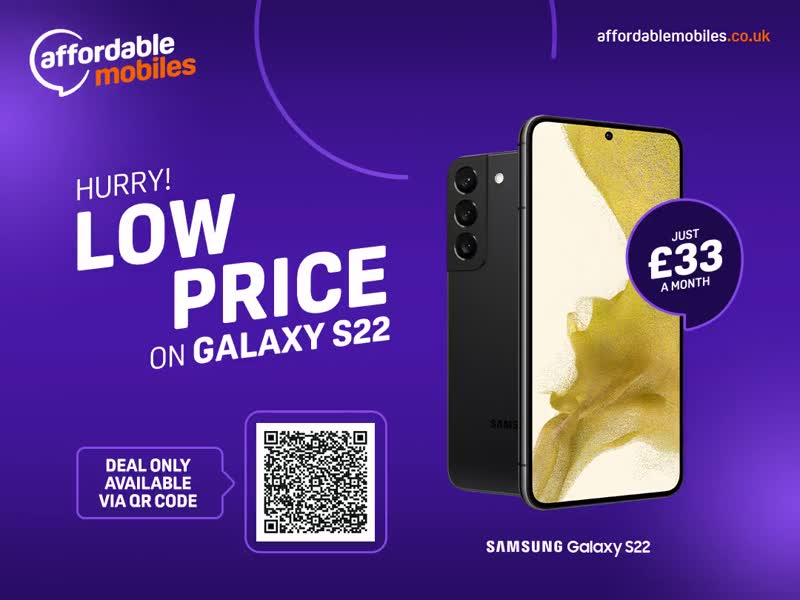 affordable
mobiles
affordablemobiles.co.uk
HURRY!
LOW
PRICE
ON GALAXY S22
JUST
£33
A MONTH
SAMS
DEAL ONLY
AVAILABLE
VIA QR CODE
SAMSUNG Galaxy S22